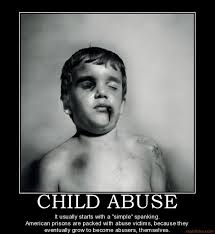 CHILD ABUSE
It usually starts with a "simple" spanking.
American prisons are packed with abuse victims, because they
eventually grow to become abusers, themselves.